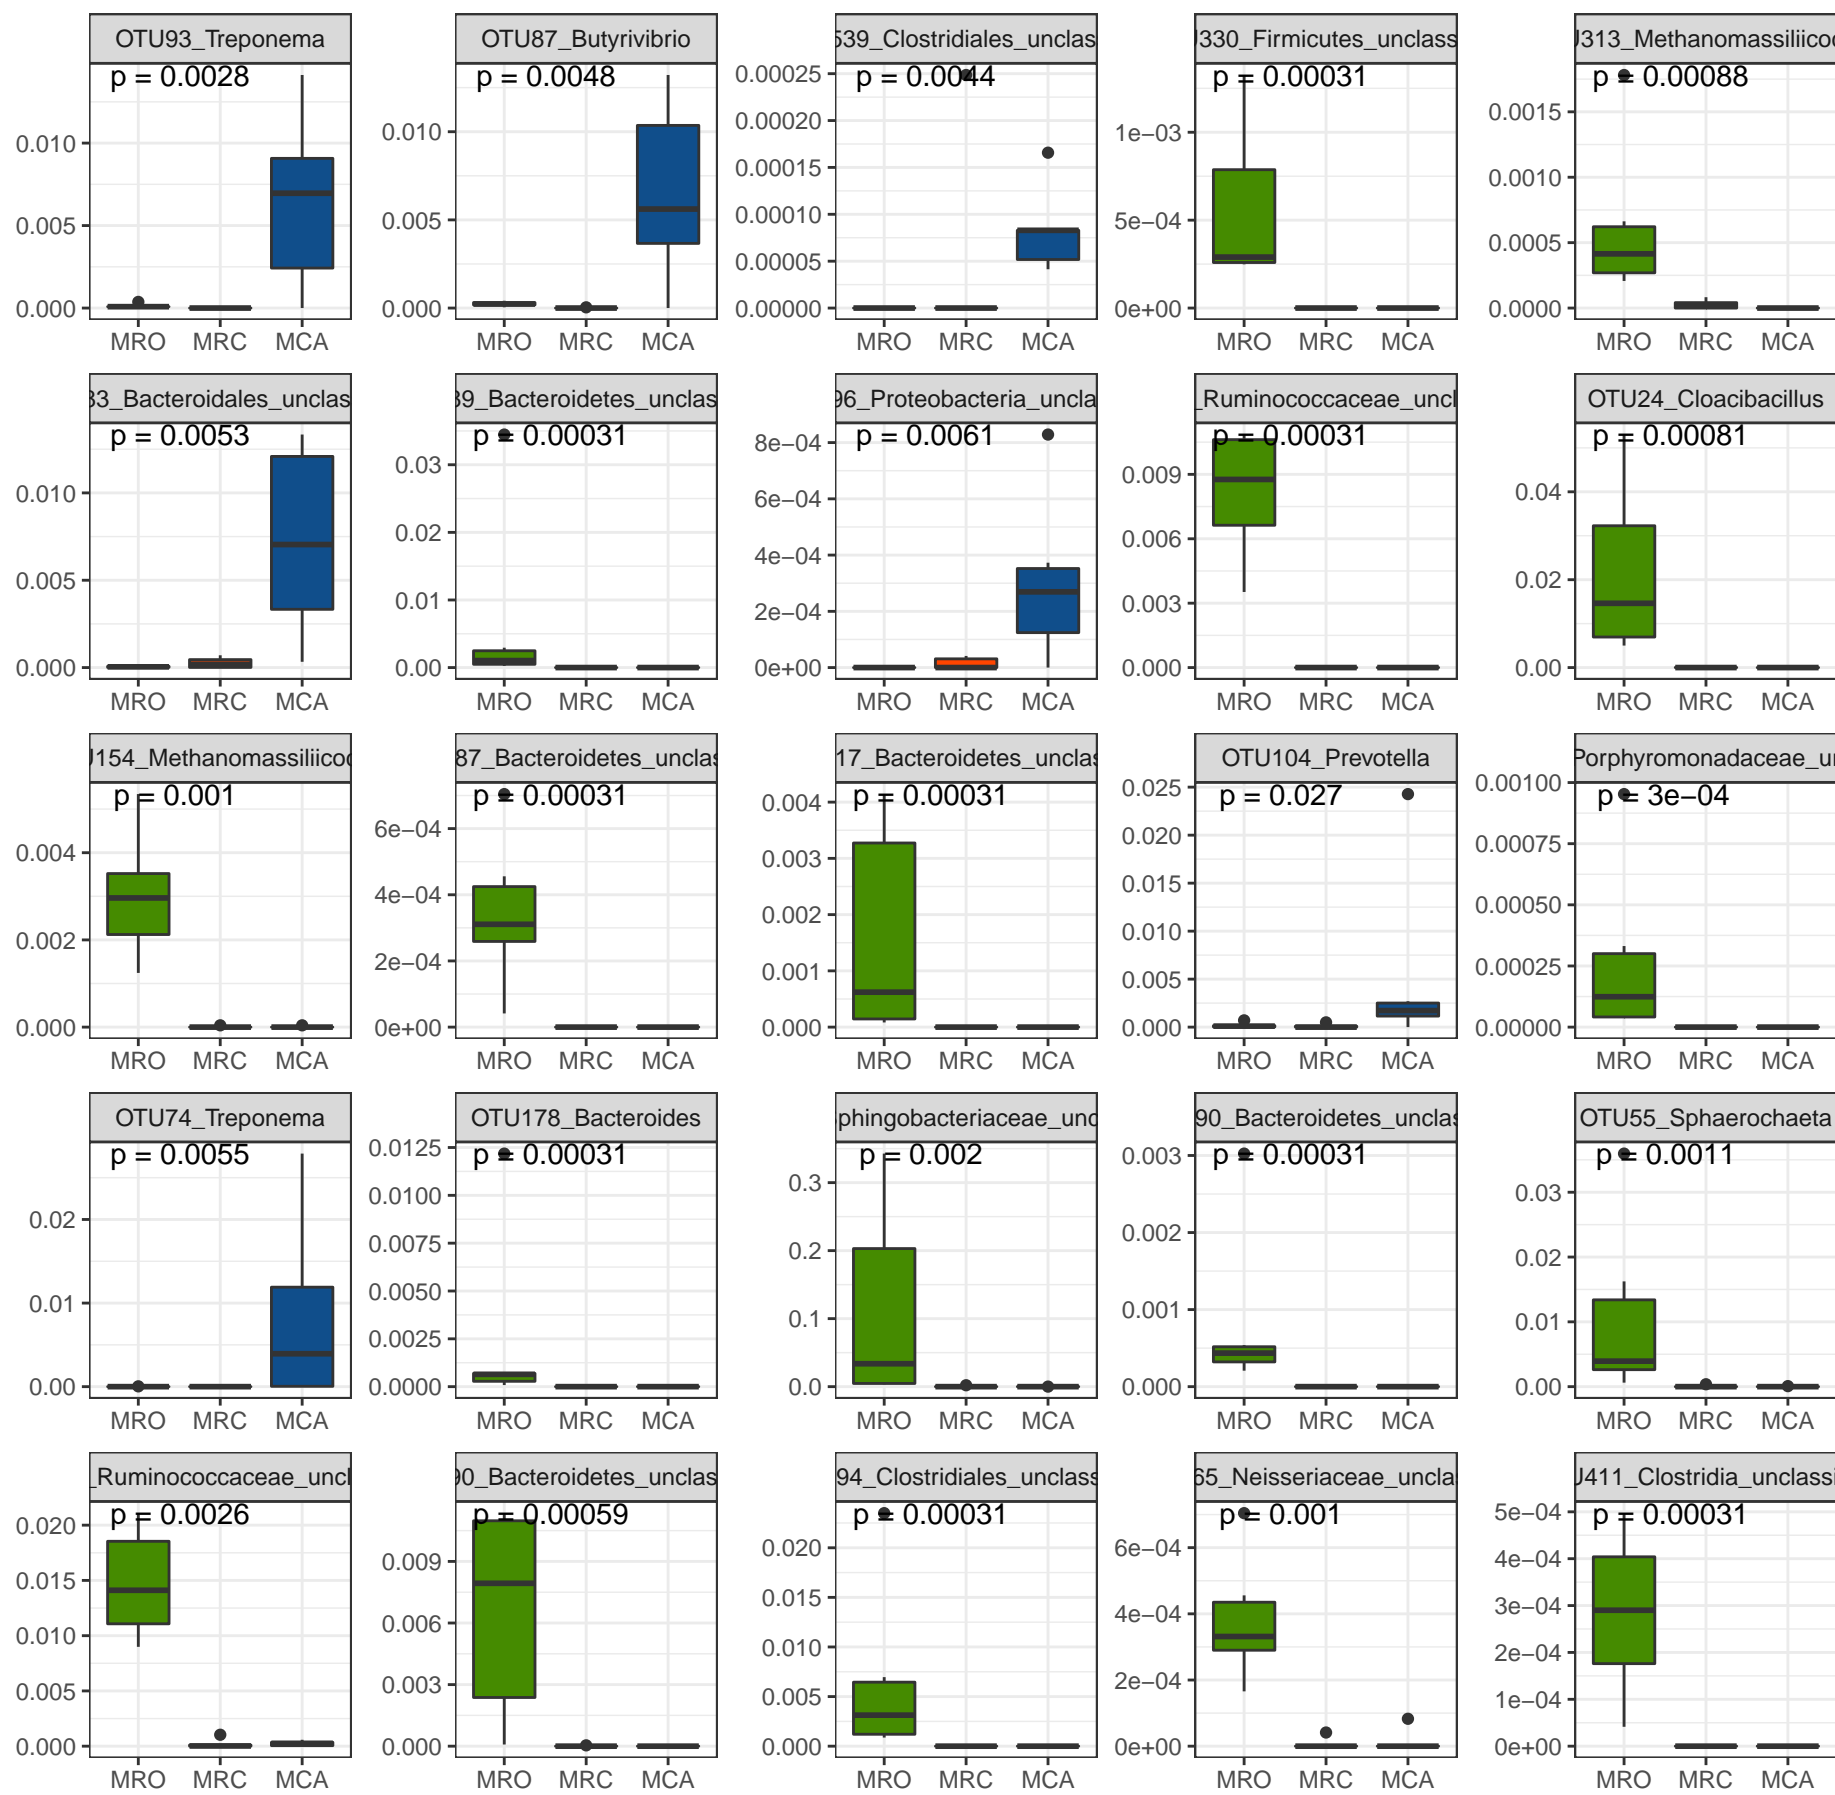 OTU93_Treponema OTU87_Butyrivibrio 539_Clostridiales_unclas 330_Firmicutes_unclass 313_Methanomassiliicoc
p = 0.0028 p = 0.0048 p = 0.0044 p = 0.00031 p = 0.00088
0.010 0.005 0.000
0.010 0.005 0.000
0.00025 0.00020 0.00015 0.00010 0.00005 0.00000
1e−03 5e−04 0e+00
0.0015 0.0010 0.0005 0.0000
MRO MRC MCA MRO MRC MCA MRO MRC MCA MRO MRC MCA MRO MRC MCA
33_Bacteroidales_unclas 39_Bacteroidetes_unclas 96_Proteobacteria_uncla _Ruminococcaceae_uncl OTU24_Cloacibacillus
p = 0.0053 p = 0.00031 p = 0.0061 p = 0.00031 p = 0.00081
0.010 0.005 0.000
0.03 0.02 0.01 0.00
8e−04 6e−04 4e−04 2e−04 0e+00
0.009 0.006 0.003 0.000
0.04 0.02 0.00
MRO MRC MCA MRO MRC MCA MRO MRC MCA MRO MRC MCA MRO MRC MCA
U154_Methanomassiliicoc 87_Bacteroidetes_unclas 17_Bacteroidetes_unclas OTU104_Prevotella Porphyromonadaceae_un
p = 0.001 p = 0.00031 p = 0.00031 p = 0.027 p = 3e−04
0.004 0.002 0.000
6e−04 4e−04 2e−04 0e+00
0.004 0.003 0.002 0.001 0.000
0.025 0.020 0.015 0.010 0.005 0.000
0.00100 0.00075 0.00050 0.00025 0.00000
MRO MRC MCA MRO MRC MCA MRO MRC MCA MRO MRC MCA MRO MRC MCA
OTU74_Treponema OTU178_Bacteroides phingobacteriaceae_unc 90_Bacteroidetes_unclas OTU55_Sphaerochaeta
p = 0.0055 p = 0.00031 p = 0.002 p = 0.00031 p = 0.0011
0.02 0.01 0.00
0.0125 0.0100 0.0075 0.0050 0.0025 0.0000
0.3 0.2 0.1 0.0
0.003 0.002 0.001 0.000
0.03 0.02 0.01 0.00
MRO MRC MCA MRO MRC MCA MRO MRC MCA MRO MRC MCA MRO MRC MCA
_Ruminococcaceae_uncl 90_Bacteroidetes_unclas 94_Clostridiales_unclass 65_Neisseriaceae_unclas U411_Clostridia_unclassi
p = 0.0026 p = 0.00059 p = 0.00031 p = 0.001 p = 0.00031
0.020 0.015 0.010 0.005 0.000
0.009 0.006 0.003 0.000
0.020 0.015 0.010 0.005 0.000
6e−04 4e−04 2e−04 0e+00
5e−04 4e−04 3e−04 2e−04 1e−04 0e+00
MRO MRC MCA MRO MRC MCA MRO MRC MCA MRO MRC MCA MRO MRC MCA